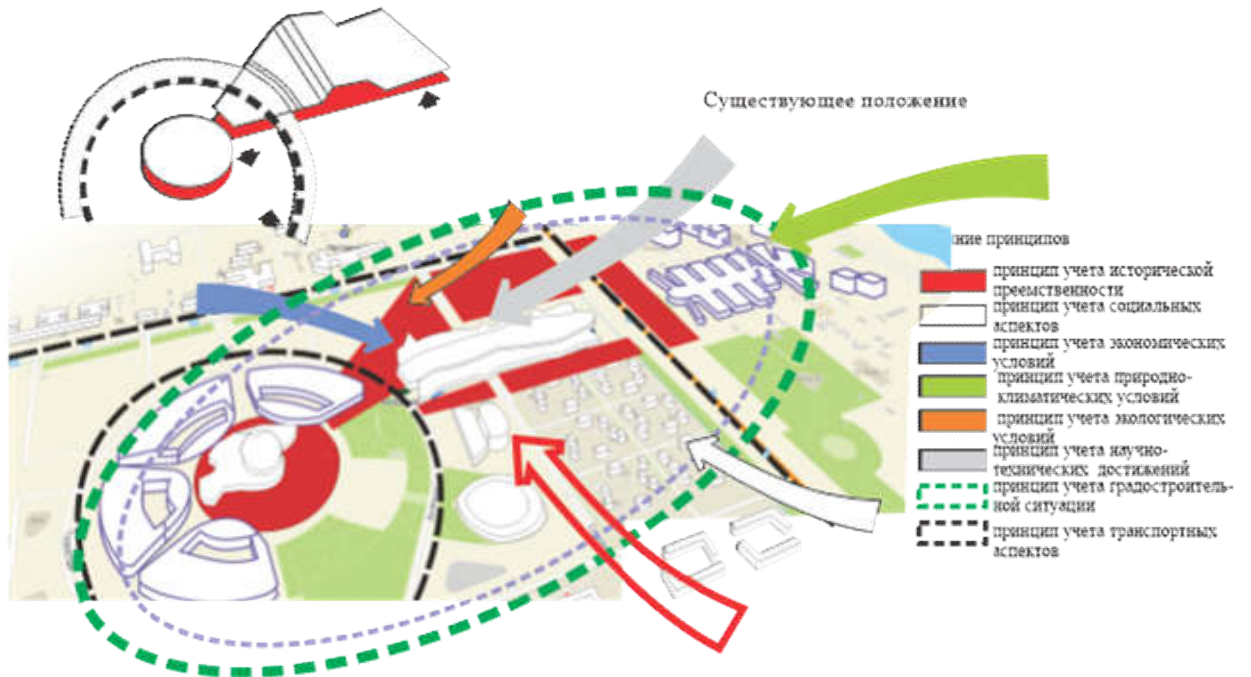 Существующее положение
ние принципов
принцип учета исторической
преемственности
принцип учета социальных
аспектов
принцип учета экономических
условий
принцип учета природно-
климатических условий
принцип учета экологических
условий
принцип учета научно-
технических достижений
принцип учета градостроитель-
ной ситуации
принцип учета транспортных
аспектов